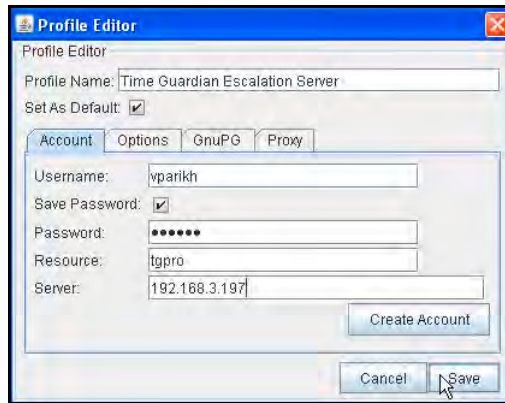 Profile Editor
Profile Editor
Profile Name: Time Guardian Escalation Server
Set As Default:
Account Options GnuPG Proxy
Username: vparikh
Save Password:
Password: ••••••
Resource: tgpro
Server: 192.168.3.197
Create Account
Cancel Save